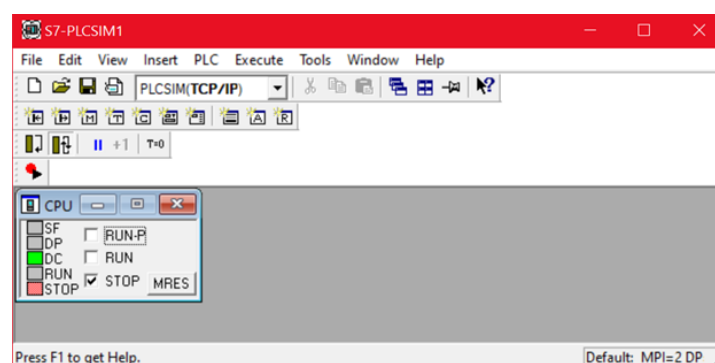 S7-PLCSIM1
File Edit View Insert PLC Execute Tools Window Help
PLCSIM(TCP/IP)
+1 T=0
CPU
SF
DP
DC
RUN
STOP
RUN-P
RUN
STOP
MRES
Press F1 to get Help.
Default: MPI=2 DP